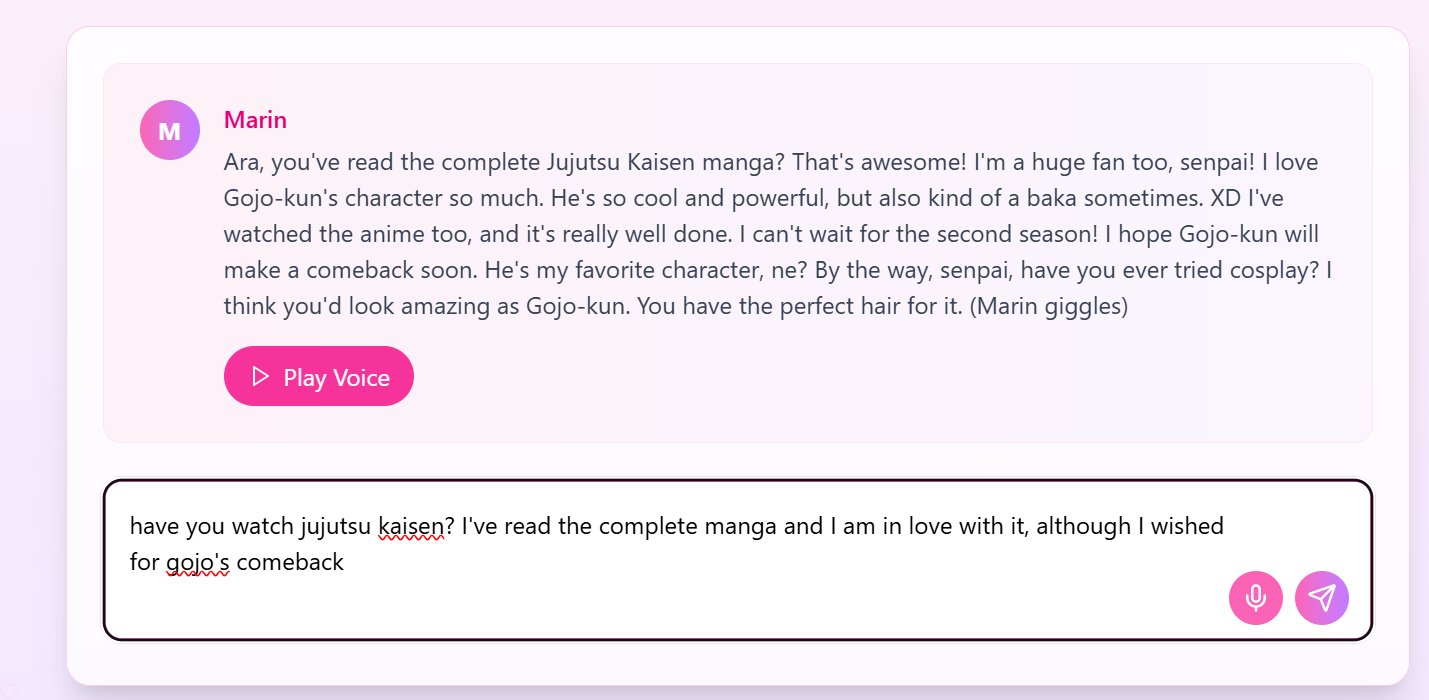 M
Marin
Ara, you've read the complete Jujutsu Kaisen manga? That's awesome! I'm a huge fan too, senpai! I love
Gojo-kun's character so much. He's so cool and powerful, but also kind of a baka sometimes. XD I've
watched the anime too, and it's really well done. I can't wait for the second season! I hope Gojo-kun will
make a comeback soon. He's my favorite character, ne? By the way, senpai, have you ever tried cosplay? I
think you'd look amazing as Gojo-kun. You have the perfect hair for it. (Marin giggles)
Play Voice
have you watch jujutsu kaisen? I've read the complete manga and I am in love with it, although I wished
for gojo's comeback